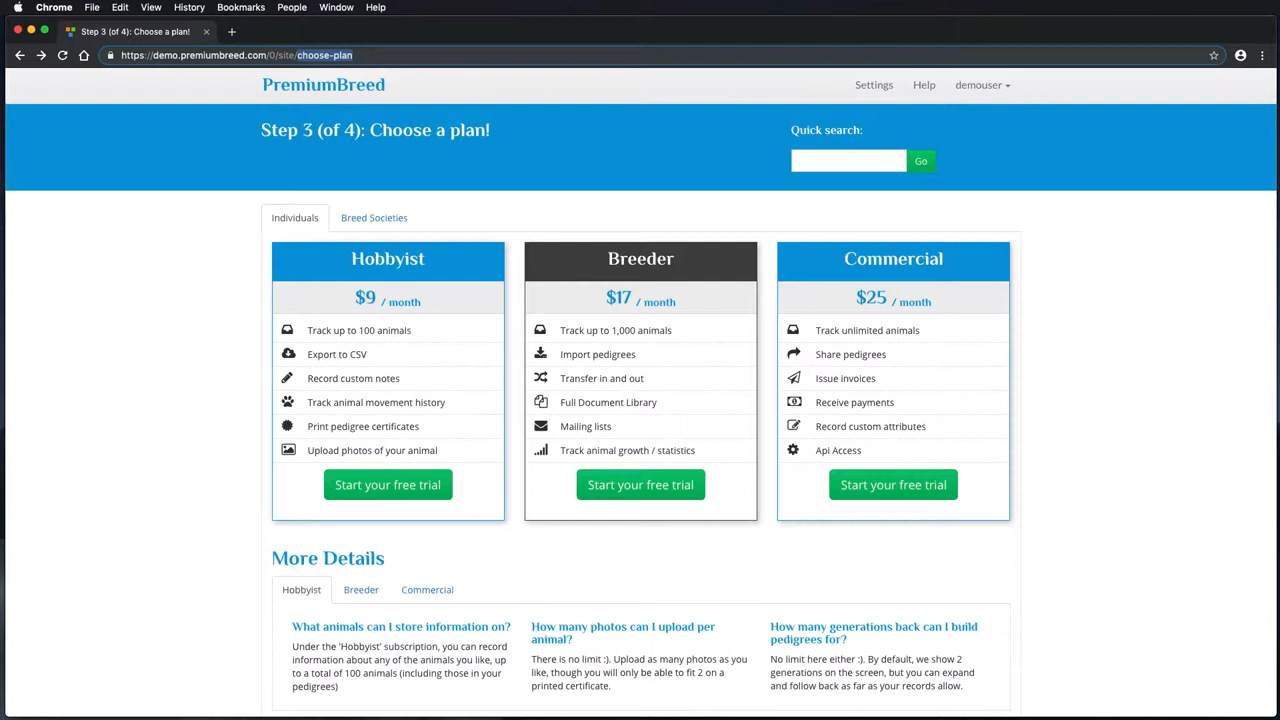 Chrome File Edit View History Bookmarks People Window Help
Step 3 (of 4): Choose a plan!
https://demo.premiumbreed.com/0/site/choose-plan
PremiumBreed
Settings Help demouser
Step 3 (of 4): Choose a plan!
Quick search:
Go
Individuals Breed Societies
Hobbyist
$9 / month
Track up to 100 animals
Export to CSV
Record custom notes
Track animal movement history
Print pedigree certificates
Upload photos of your animal
Start your free trial
Breeder
$17 / month
Track up to 1,000 animals
Import pedigrees
Transfer in and out
Full Document Library
Mailing lists
Track animal growth / statistics
Start your free trial
Commercial
$25 / month
Track unlimited animals
Share pedigrees
Issue invoices
Receive payments
Record custom attributes
Api Access
Start your free trial
More Details
Hobbyist Breeder Commercial
What animals can I store information on?
Under the 'Hobbyist' subscription, you can record
information about any of the animals you like, up
to a total of 100 animals (including those in your
pedigrees)
How many photos can I upload per
animal?
There is no limit :). Upload as many photos as you
like, though you will only be able to fit 2 on a
printed certificate.
How many generations back can I build
pedigrees for?
No limit here either :). By default, we show 2
generations on the screen, but you can expand
and follow back as far as your records allow.